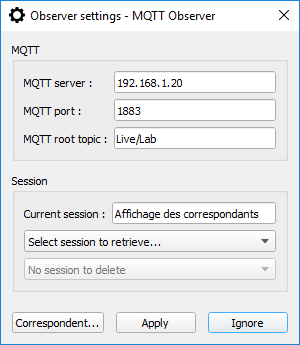 Observer settings - MQTT Observer
MQTT
MQTT server : 192.168.1.20
MQTT port : 1883
MQTT root topic : Live/Lab
Session
Current session : Affichage des correspondants
Select session to retrieve...
No session to delete
Correspondent... Apply Ignore